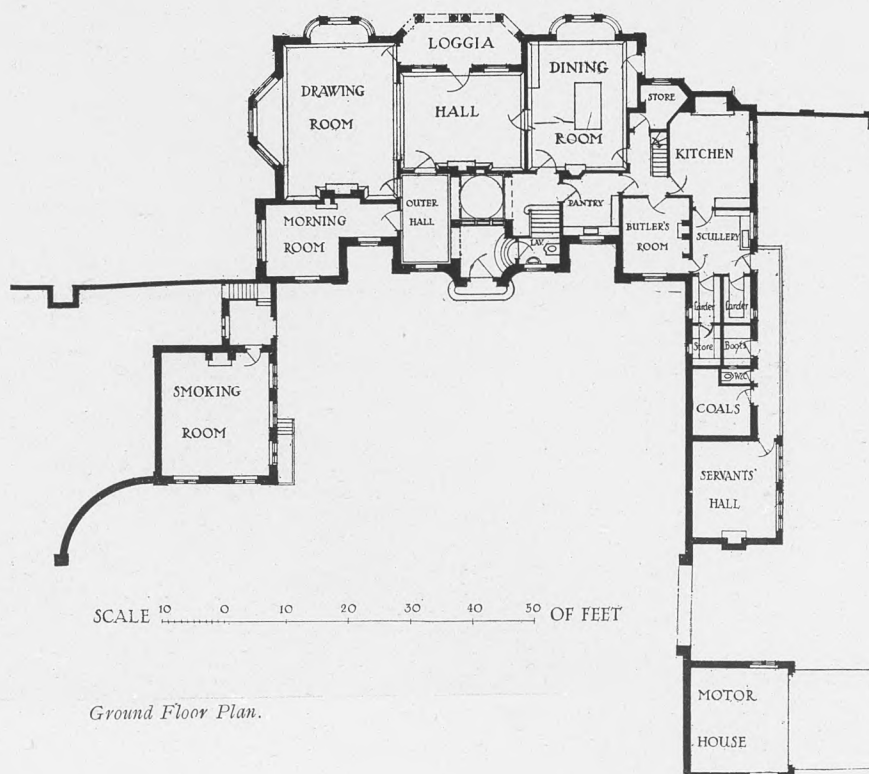 LOGGIA
DRAWING
ROOM
HALL
DINING
ROOM
STORE
KITCHEN
MORNING
ROOM
OUTER
HALL
PANTRY
LAV.
BUTLER'S
ROOM
SCULLERY
Larder
Larder
Store
Boots
W.C.
COALS
SMOKING
ROOM
SERVANTS'
HALL
SCALE 10 0 10 20 30 40 50 OF FEET
MOTOR
HOUSE
Ground Floor Plan.